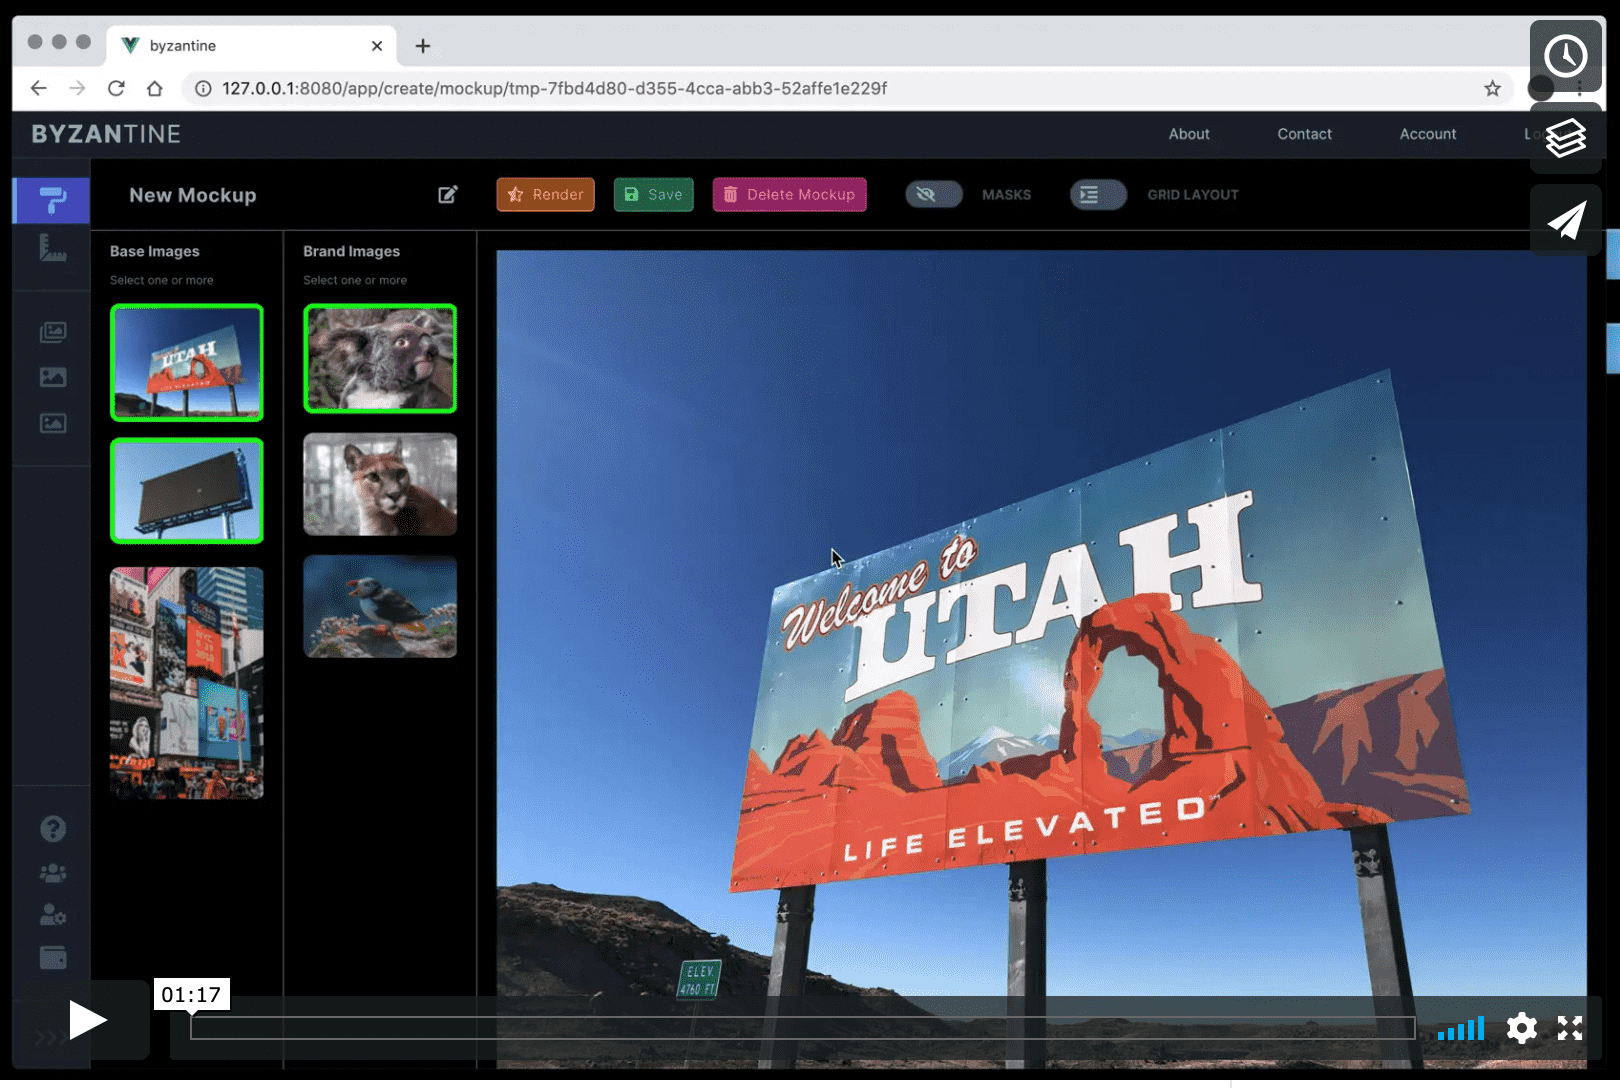 byzantine
127.0.0.1:8080/app/create/mockup/tmp-7fbd4d80-d355-4cca-abb3-52affe1e229f
BYZANTINE
About
Contact
Account
New Mockup
Render
Save
Delete Mockup
MASKS
GRID LAYOUT
Base Images
Select one or more
Brand Images
Select one or more
UTAH
Welcome to
UTAH
LIFE ELEVATED
ELEV.
4760 FT.
01:17